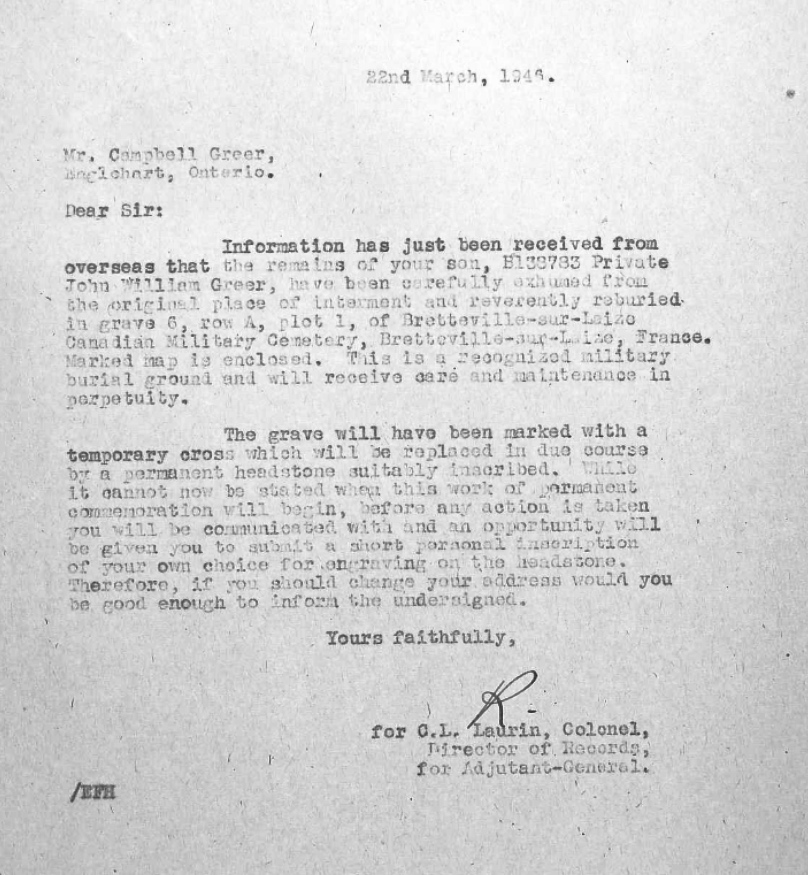 22nd March, 1946.
Mr. Campbell Greer,
Englehart, Ontario.
Dear Sir:
Information has just been received from
overseas that the remains of your son, B138783 Private
John William Greer, have been carefully exhumed from
the original place of interment and reverently reburied
in grave 6, row A, plot 1, of Bretteville-sur-Laize
Canadian Military Cemetery, Bretteville-sur-Laize, France.
Marked map is enclosed. This is a recognized military
burial ground and will receive care and maintenance in
perpetuity.
The grave will have been marked with a
temporary cross which will be replaced in due course
by a permanent headstone suitably inscribed. While
it cannot now be stated when this work of permanent
commemoration will begin, before any action is taken
you will be communicated with and an opportunity will
be given you to submit a short personal inscription
of your own choice for engraving on the headstone.
Therefore, if you should change your address would you
be good enough to inform the undersigned.
Yours faithfully,
R
for C.L. Laurin, Colonel,
Director of Records,
for Adjutant-General.
/EFH